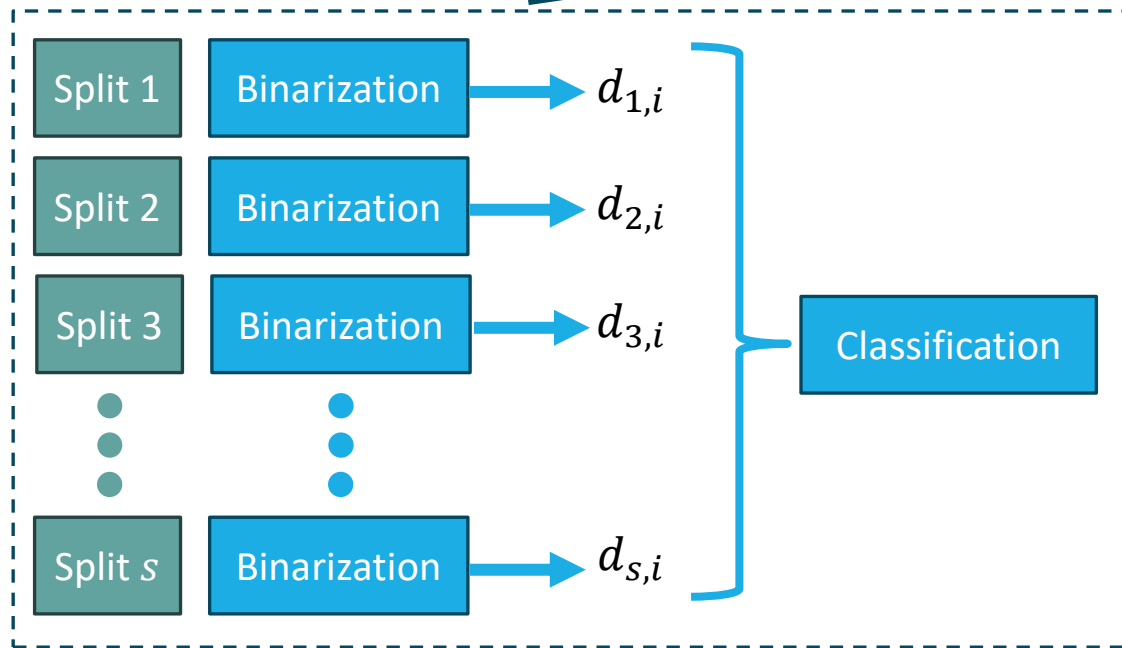 Split 1 Binarization d_{1,i}
Split 2 Binarization d_{2,i}
Split 3 Binarization d_{3,i}
Classification
Split s Binarization d_{s,i}